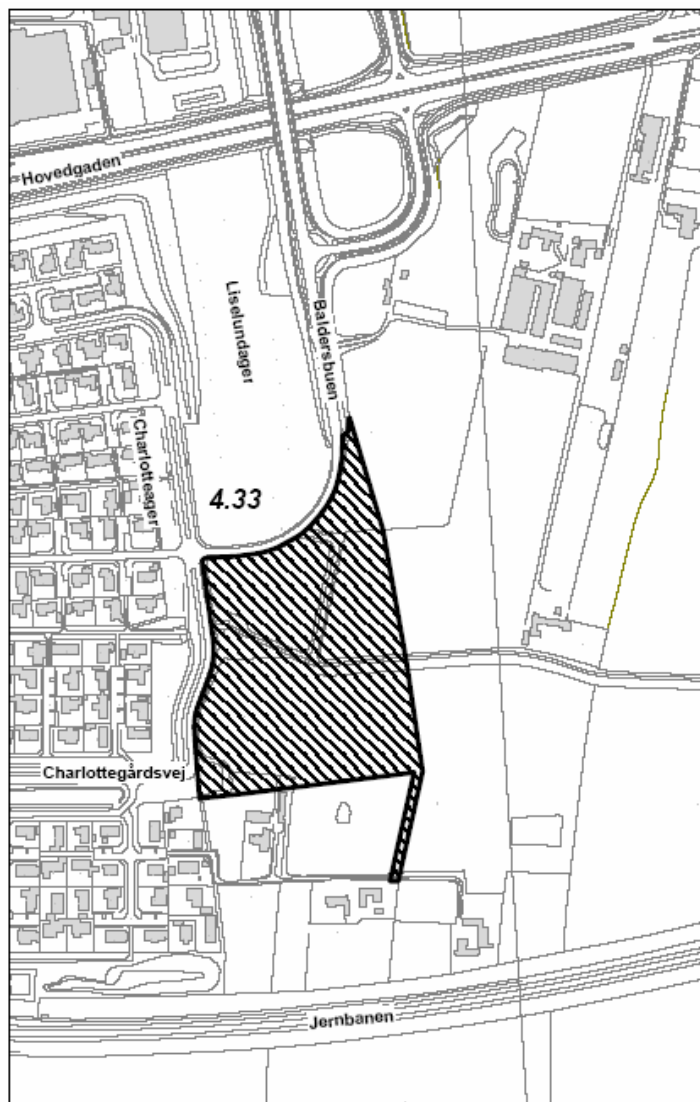 Hovedgaden
Liselundager
Baldersbuen
Charlotteager
4.33
Charlottegårdsvej
Jernbanen